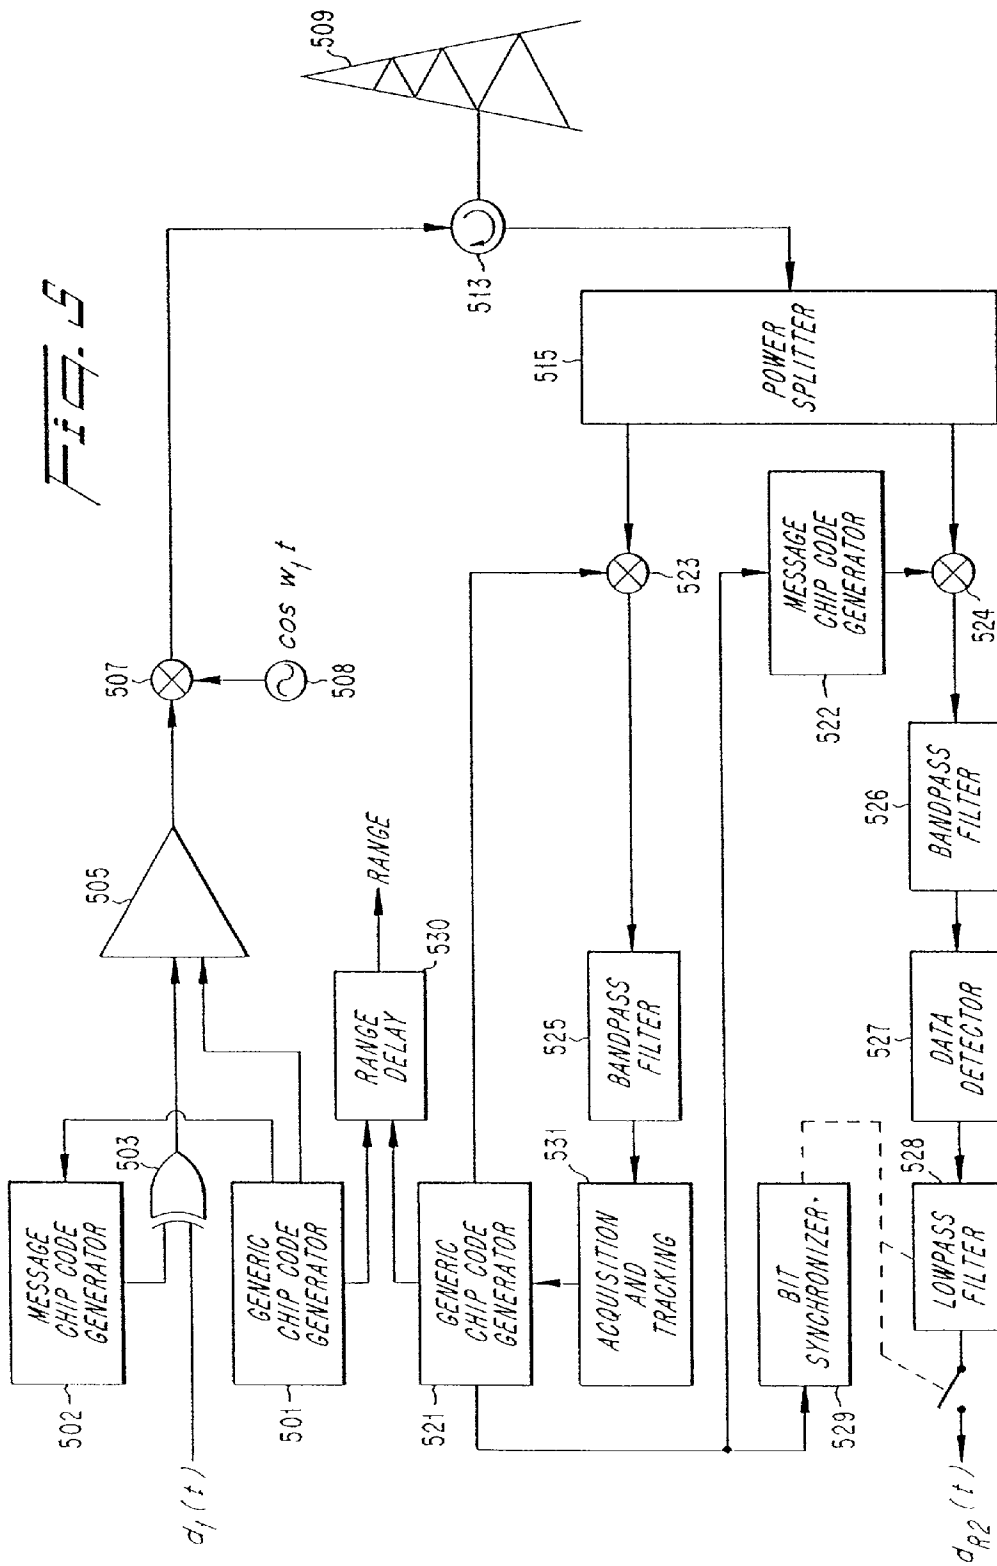 Fig. 5
509
513
515
POWER
SPLITTER
507
508
cos w₁ t
505
503
MESSAGE
CHIP CODE
GENERATOR
502
d₁(t)
GENERIC
CHIP CODE
GENERATOR
501
RANGE
DELAY
530
RANGE
GENERIC
CHIP CODE
GENERATOR
521
523
BANDPASS
FILTER
525
ACQUISITION
AND
TRACKING
531
MESSAGE
CHIP CODE
GENERATOR
522
524
BANDPASS
FILTER
526
DATA
DETECTOR
527
LOWPASS
FILTER
528
BIT
SYNCHRONIZER.
529
dR2(t)